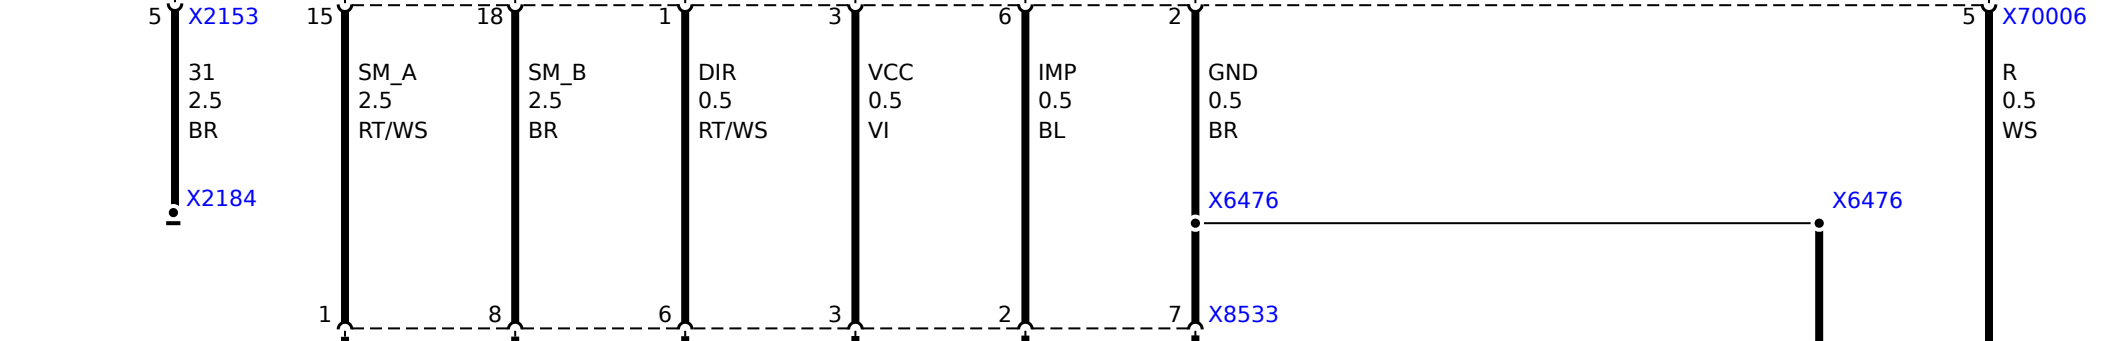 5 X2153 15 18 1 3 6 2 5 X70006
31 SM_A SM_B DIR VCC IMP GND R
2.5 2.5 2.5 0.5 0.5 0.5 0.5 0.5
BR RT/WS BR RT/WS VI BL BR WS
X2184 X6476 X6476
1 8 6 3 2 7 X8533